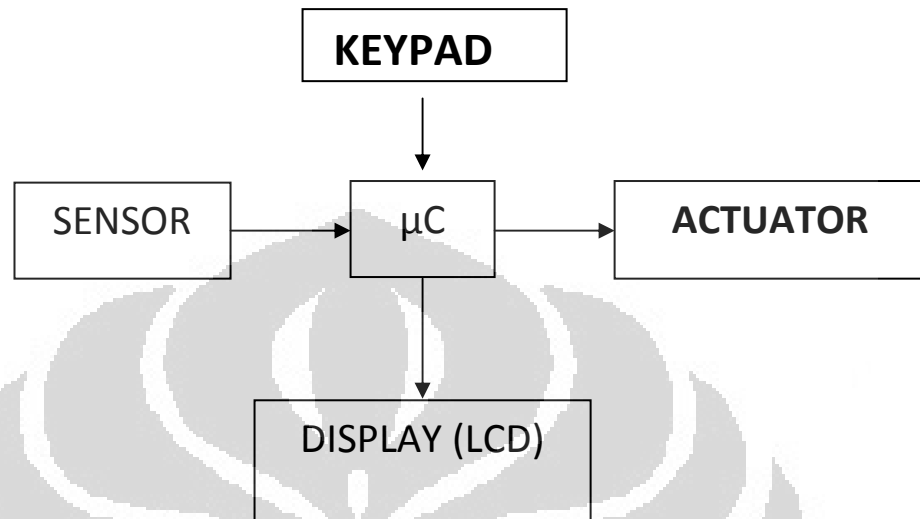 KEYPAD
SENSOR
µC
ACTUATOR
DISPLAY (LCD)